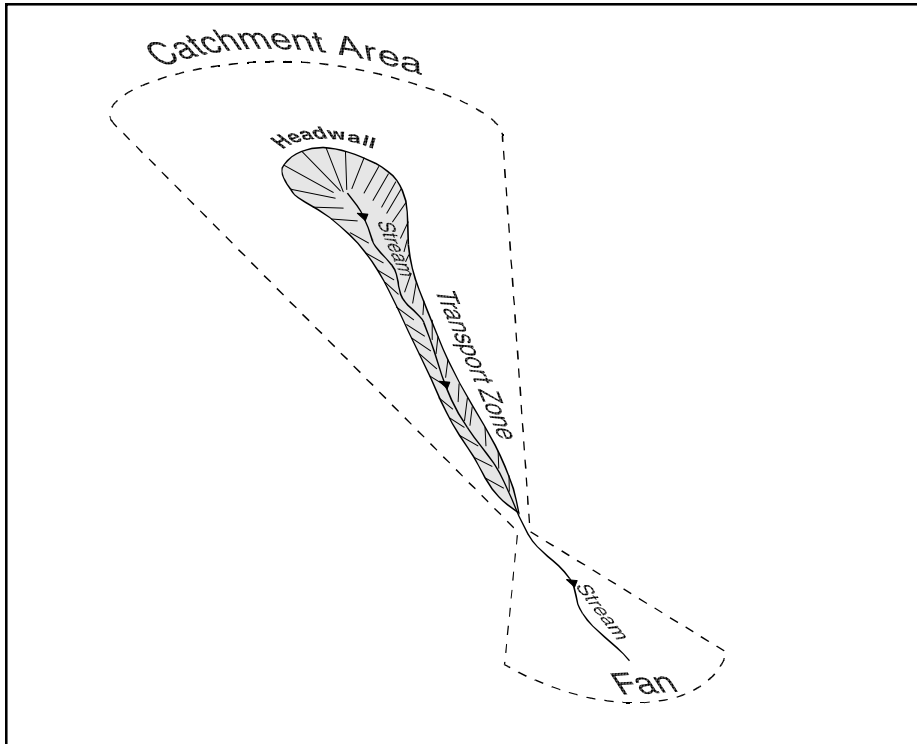 Catchment Area
Headwall
Stream
Transport Zone
Stream
Fan